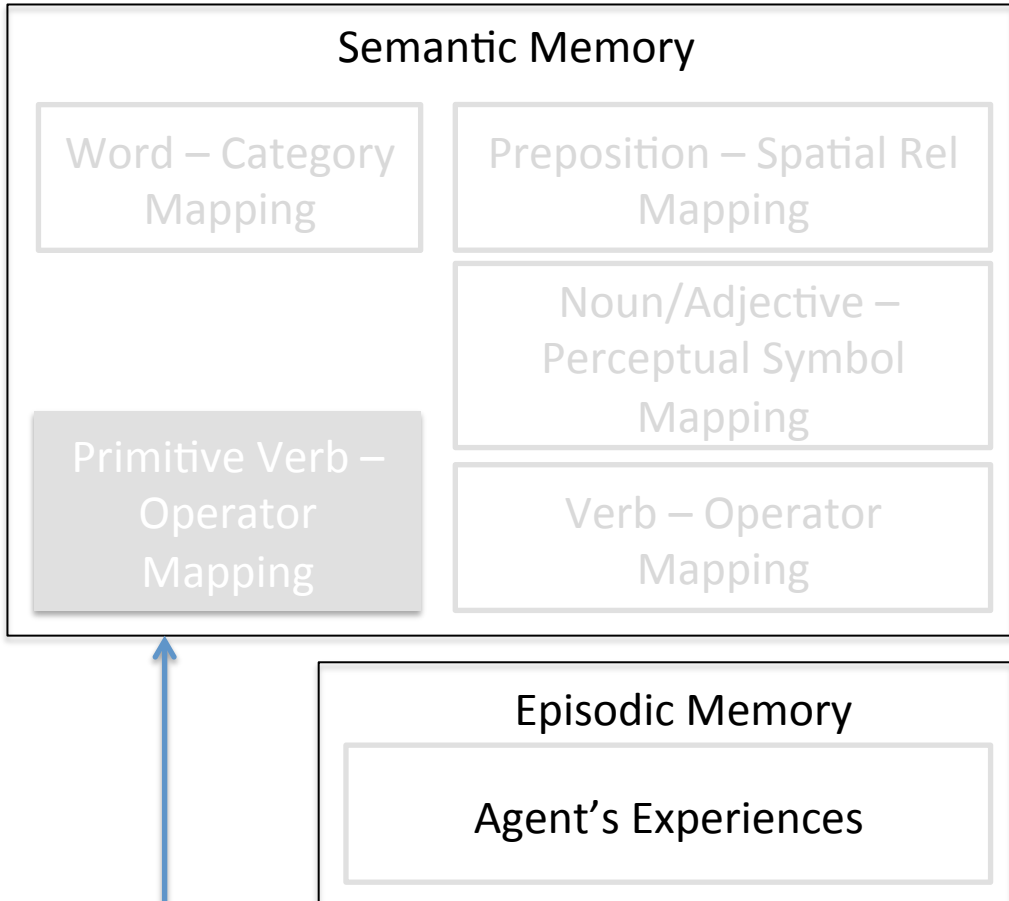 Semantic Memory
Word – Category
Mapping
Preposition – Spatial Rel
Mapping
Noun/Adjective –
Perceptual Symbol
Mapping
Primitive Verb –
Operator
Mapping
Verb – Operator
Mapping
Episodic Memory
Agent’s Experiences